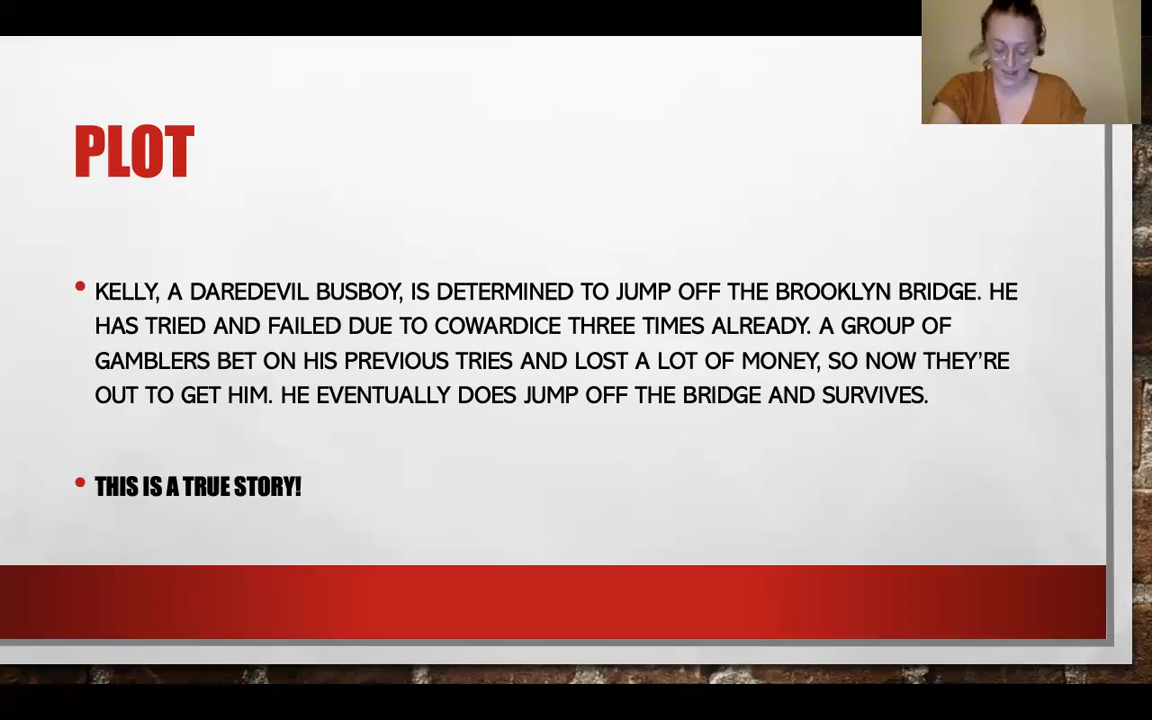 PLOT
• KELLY, A DAREDEVIL BUSBOY, IS DETERMINED TO JUMP OFF THE BROOKLYN BRIDGE. HE
HAS TRIED AND FAILED DUE TO COWARDICE THREE TIMES ALREADY. A GROUP OF
GAMBLERS BET ON HIS PREVIOUS TRIES AND LOST A LOT OF MONEY, SO NOW THEY’RE
OUT TO GET HIM. HE EVENTUALLY DOES JUMP OFF THE BRIDGE AND SURVIVES.
• THIS IS A TRUE STORY!